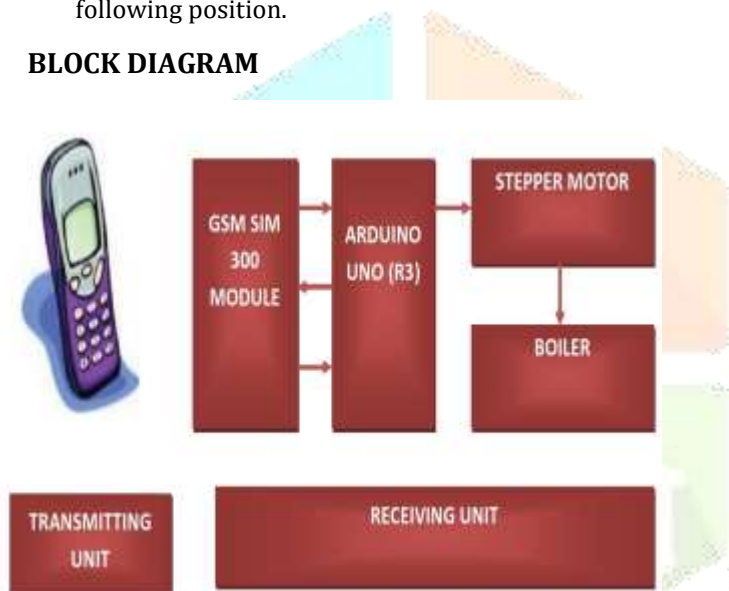 following position.
BLOCK DIAGRAM
GSM SIM
300
MODULE
ARDUINO
UNO (R3)
STEPPER MOTOR
BOILER
TRANSMITTING
UNIT
RECEIVING UNIT